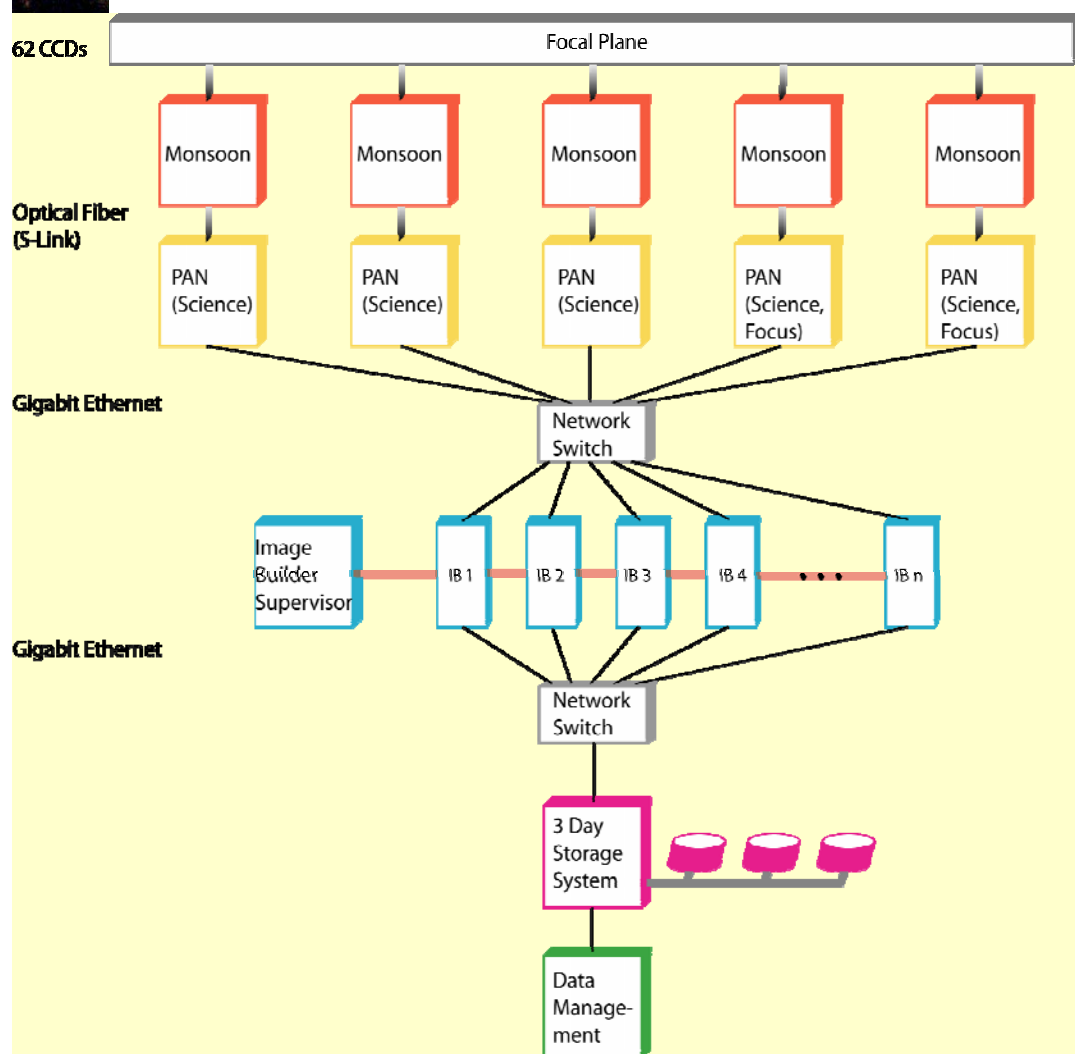 62 CCDs
Focal Plane
Monsoon
Monsoon
Monsoon
Monsoon
Monsoon
Optical Fiber
(S-Link)
PAN
(Science)
PAN
(Science)
PAN
(Science)
PAN
(Science,
Focus)
PAN
(Science,
Focus)
Gigabit Ethernet
Network
Switch
Image
Builder
Supervisor
IB 1
IB 2
IB 3
IB 4
• • •
IB n
Gigabit Ethernet
Network
Switch
3 Day
Storage
System
Data
Manage-
ment